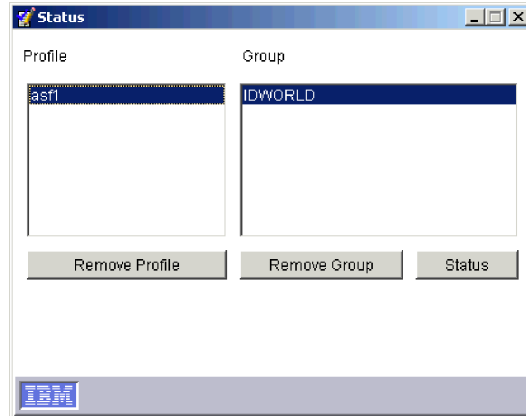 Status
Profile Group
asf1 IDWORLD
Remove Profile Remove Group Status
IBM